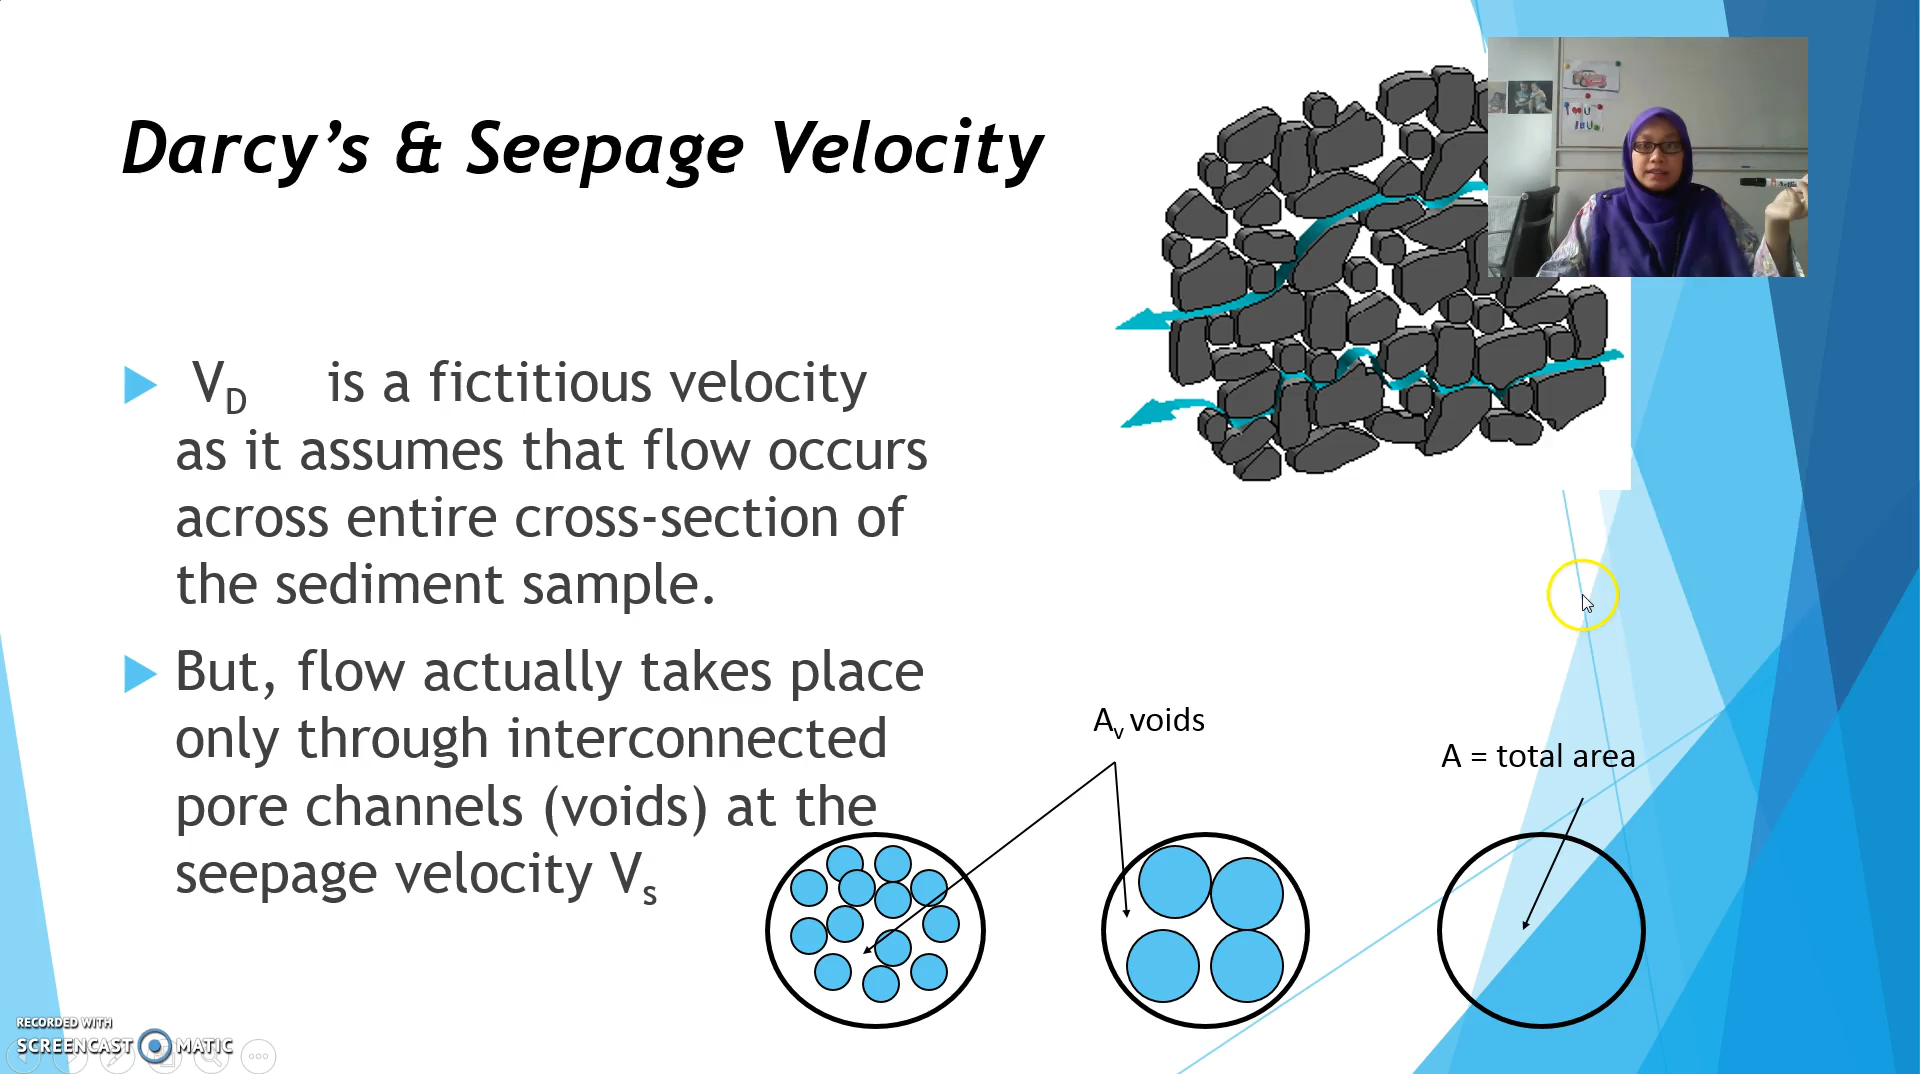 Darcy’s & Seepage Velocity
V_D is a fictitious velocity
as it assumes that flow occurs
across entire cross-section of
the sediment sample.
But, flow actually takes place
only through interconnected
pore channels (voids) at the
seepage velocity V_s
A_v voids
A = total area
RECORDED WITH
SCREENCAST MATIC